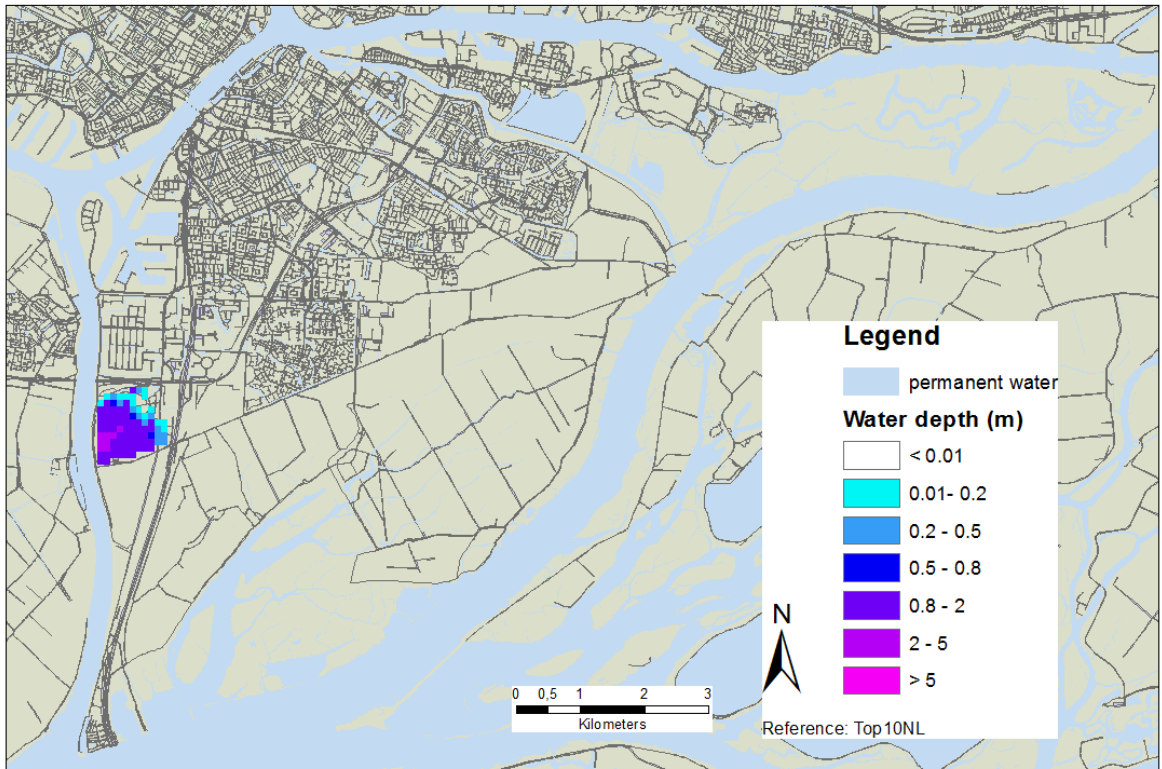 Legend
permanent water
Water depth (m)
< 0.01
0.01- 0.2
0.2 - 0.5
0.5 - 0.8
0.8 - 2
2 - 5
> 5
N
0 0,5 1 2 3
Kilometers
Reference: Top10NL